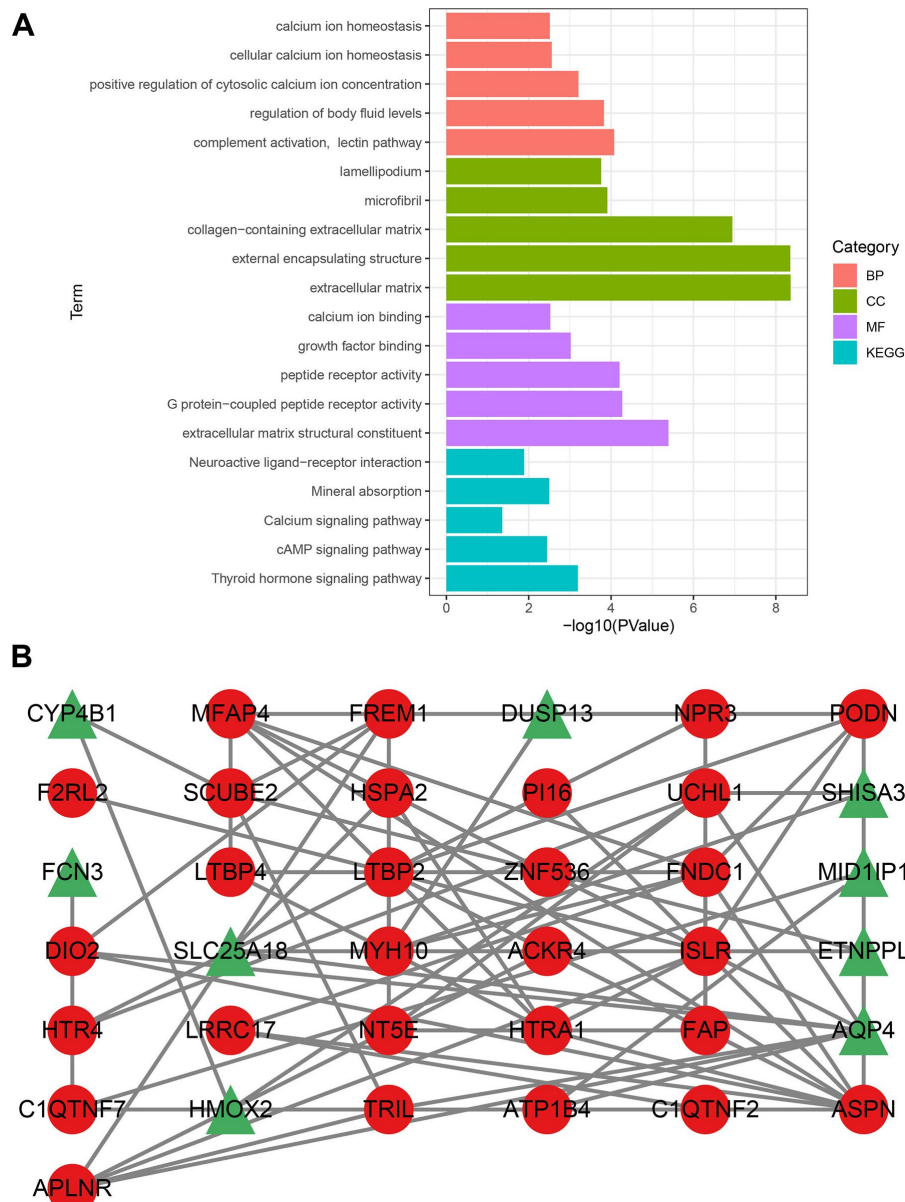 A
calcium ion homeostasis
cellular calcium ion homeostasis
positive regulation of cytosolic calcium ion concentration
regulation of body fluid levels
complement activation, lectin pathway
lamellipodium
microfibril
collagen−containing extracellular matrix
external encapsulating structure
extracellular matrix
calcium ion binding
growth factor binding
peptide receptor activity
G protein−coupled peptide receptor activity
extracellular matrix structural constituent
Neuroactive ligand−receptor interaction
Mineral absorption
Calcium signaling pathway
cAMP signaling pathway
Thyroid hormone signaling pathway
Term
0 2 4 6 8
−log10(PValue)
Category
BP
CC
MF
KEGG
B
CYP4B1 MFAP4 FREM1 DUSP13 NPR3 PODN
F2RL2 SCUBE2 HSPA2 PI16 UCHL1 SHISA3
FCN3 LTBP4 LTBP2 ZNF536 FNDC1 MID1IP1
DIO2 SLC25A18 MYH10 ACKR4 ISLR ETNPPL
HTR4 LRRC17 NT5E HTRA1 FAP AQP4
C1QTNF7 HMOX2 TRIL ATP1B4 C1QTNF2 ASPN
APLNR